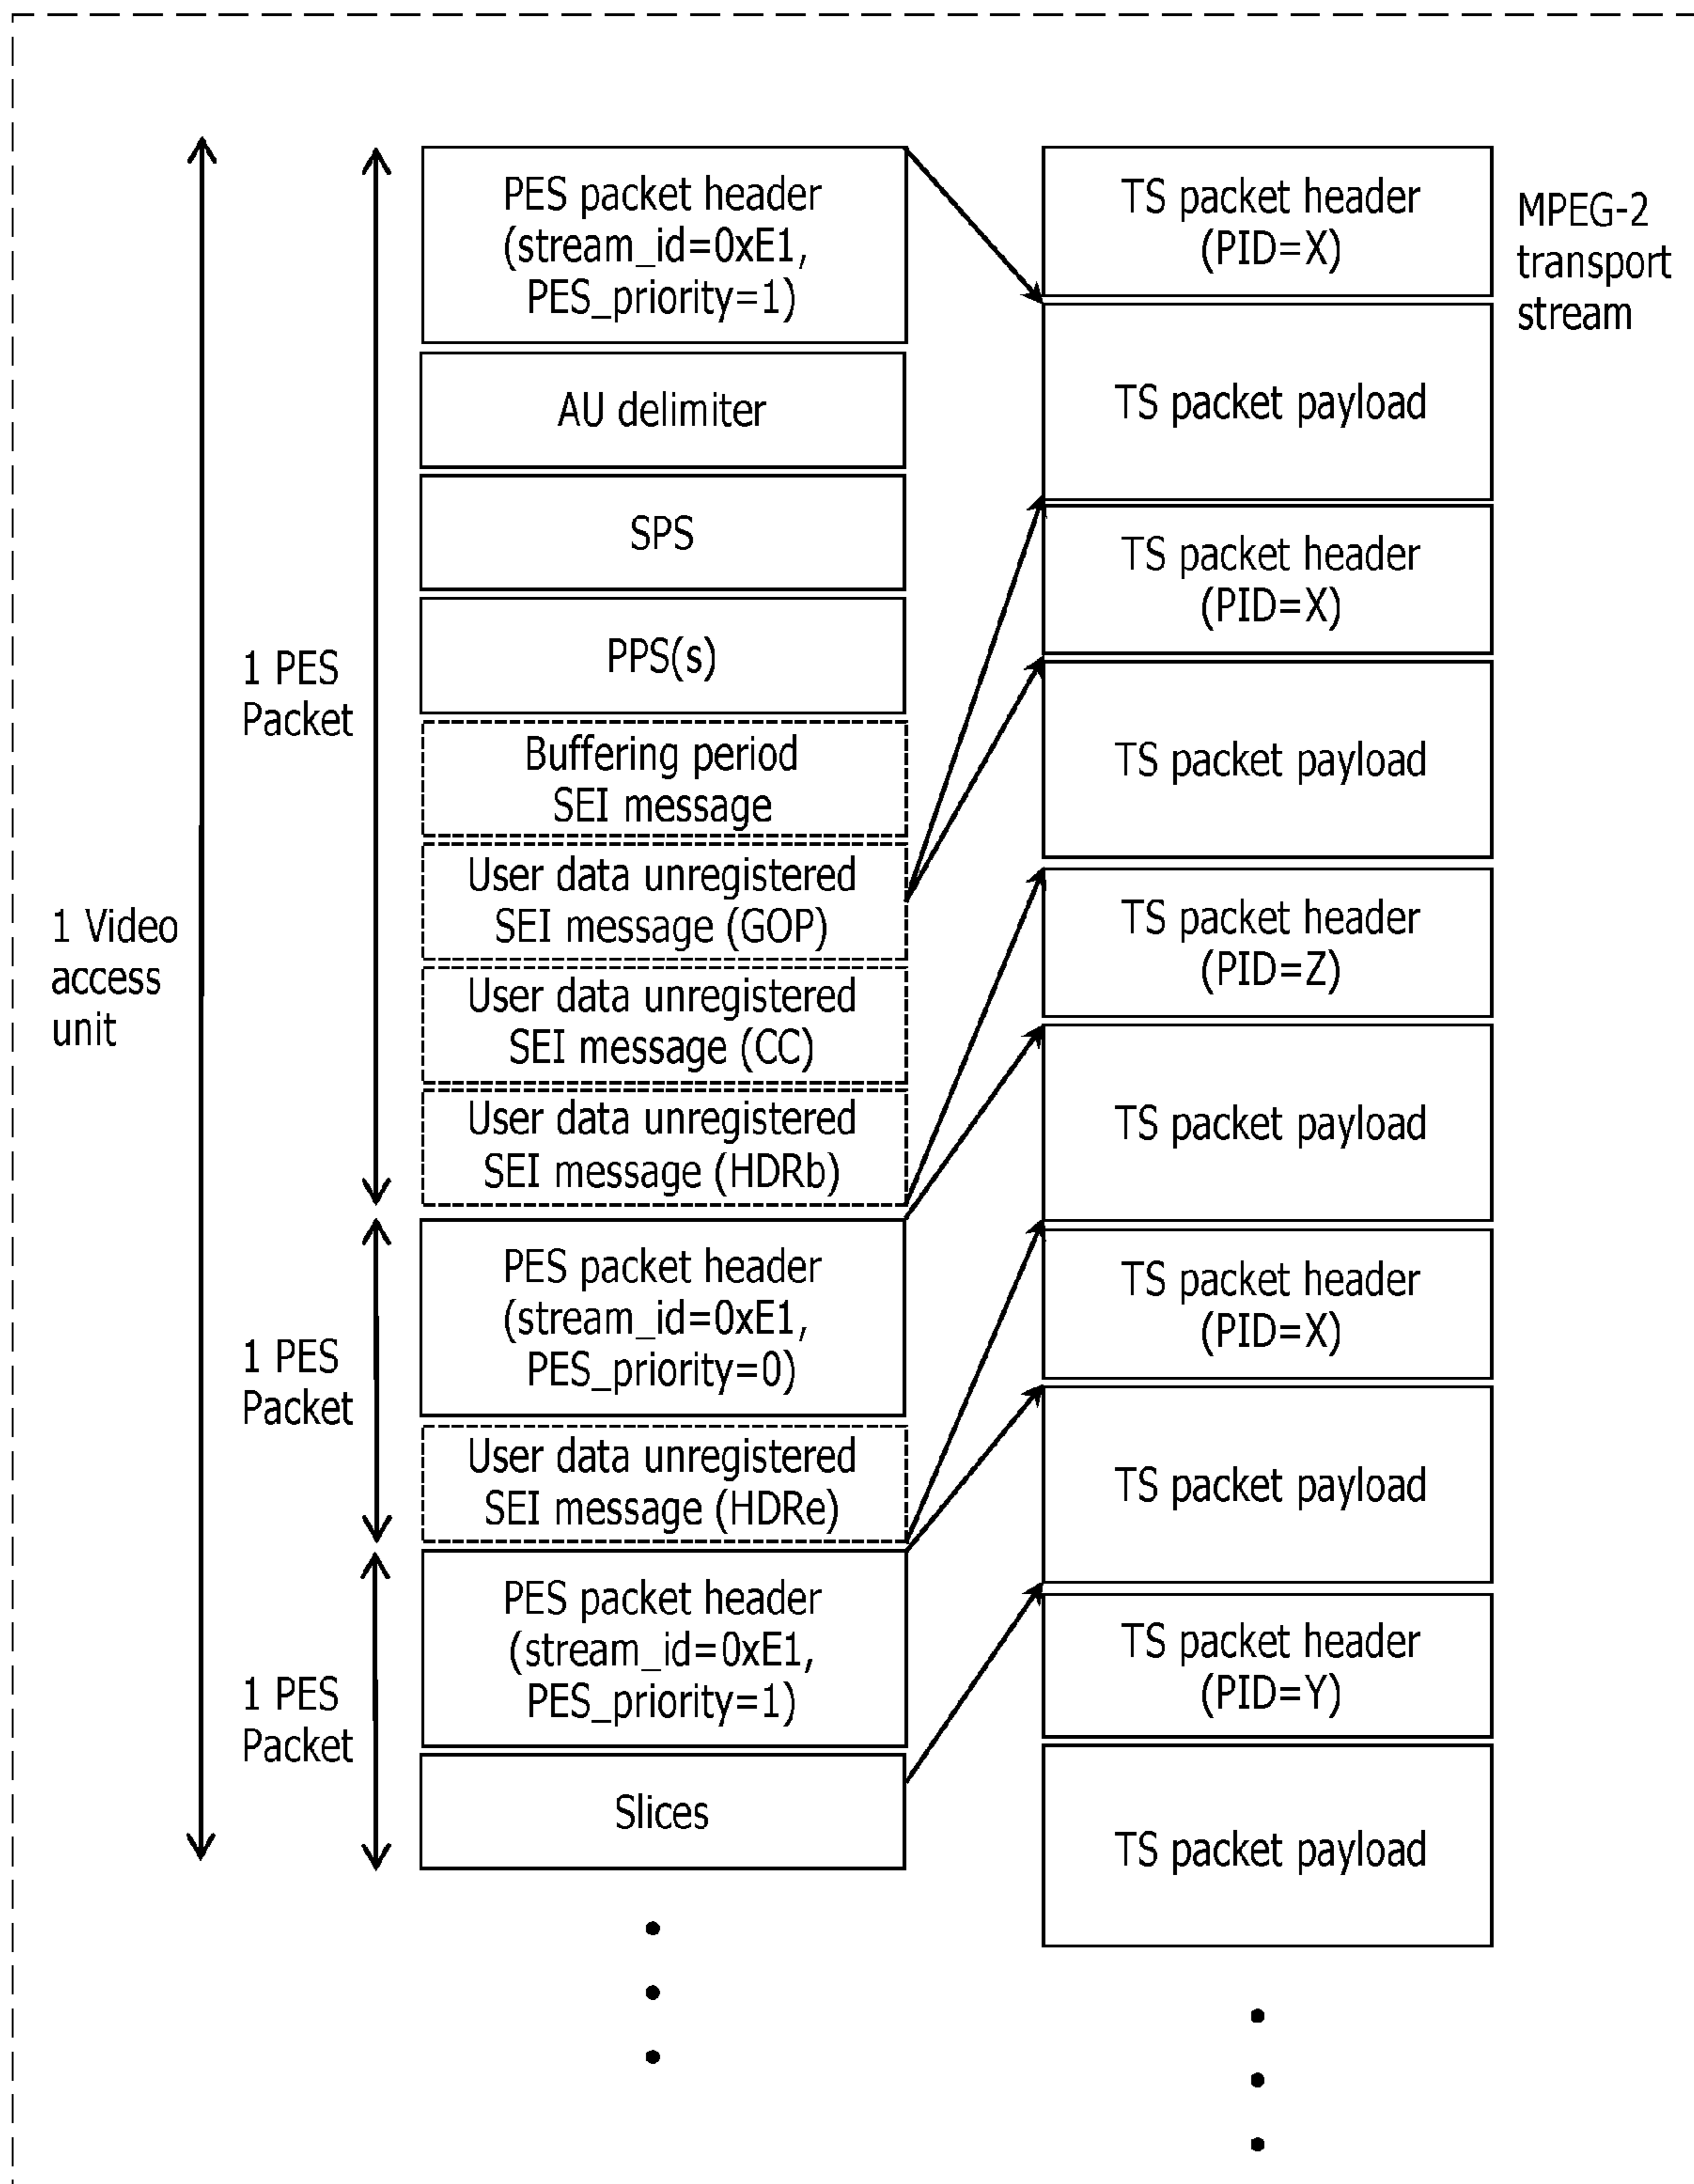 1 Video
access
unit
1 PES
Packet
1 PES
Packet
1 PES
Packet
PES packet header
(stream_id=0xE1,
PES_priority=1)
AU delimiter
SPS
PPS(s)
Buffering period
SEI message
User data unregistered
SEI message (GOP)
User data unregistered
SEI message (CC)
User data unregistered
SEI message (HDRb)
PES packet header
(stream_id=0xE1,
PES_priority=0)
User data unregistered
SEI message (HDRe)
PES packet header
(stream_id=0xE1,
PES_priority=1)
Slices
TS packet header
(PID=X)
TS packet payload
TS packet header
(PID=X)
TS packet payload
TS packet header
(PID=Z)
TS packet payload
TS packet header
(PID=X)
TS packet payload
TS packet header
(PID=Y)
TS packet payload
MPEG-2
transport
stream